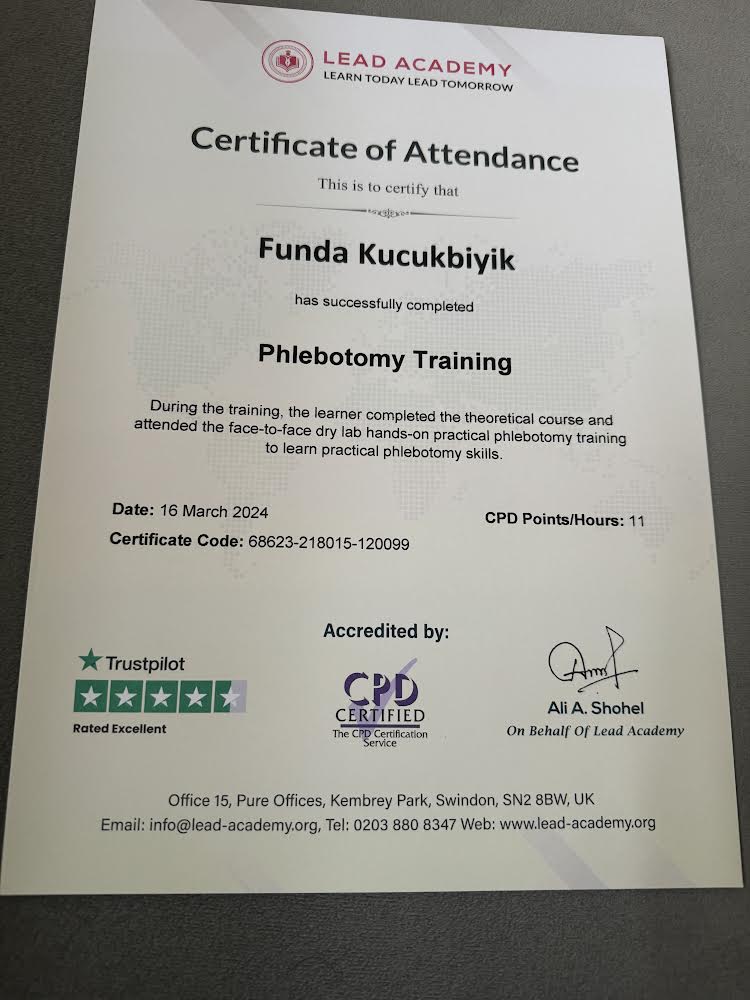 LEAD ACADEMY
LEARN TODAY LEAD TOMORROW
Certificate of Attendance
This is to certify that
Funda Kucukbiyik
has successfully completed
Phlebotomy Training
During the training, the learner completed the theoretical course and
attended the face-to-face dry lab hands-on practical phlebotomy training
to learn practical phlebotomy skills.
Date: 16 March 2024
CPD Points/Hours: 11
Certificate Code: 68623-218015-120099
Accredited by:
Trustpilot
Rated Excellent
CPD
CERTIFIED
The CPD Certification
Service
Ali A. Shohel
On Behalf Of Lead Academy
Office 15, Pure Offices, Kembrey Park, Swindon, SN2 8BW, UK
Email: info@lead-academy.org, Tel: 0203 880 8347 Web: www.lead-academy.org